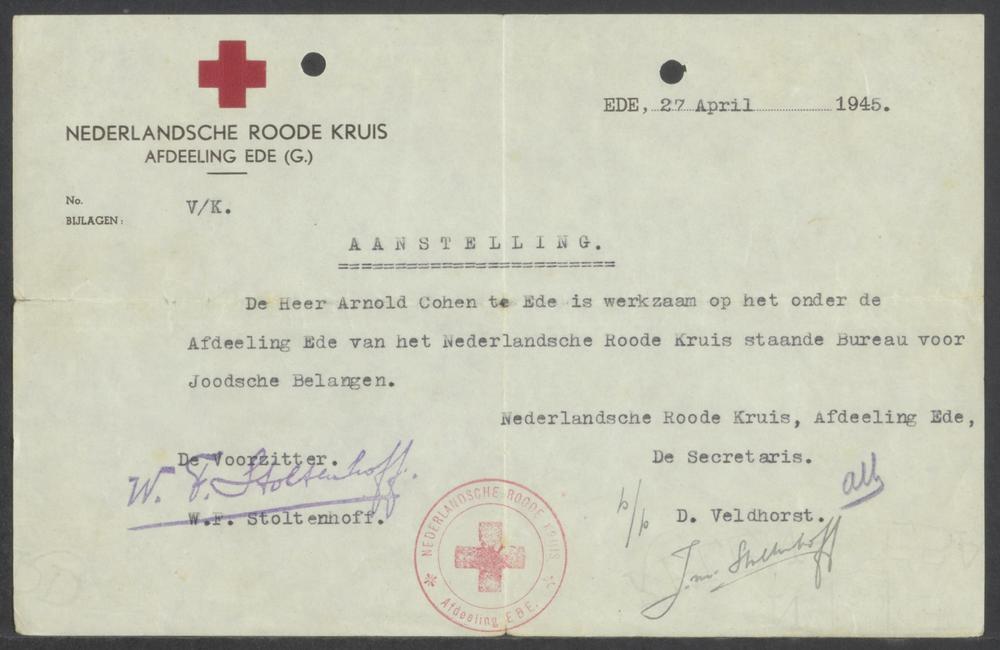 NEDERLANDSCHE ROODE KRUIS
AFDEELING EDE (G.)
EDE, 27 April 1945.
No.
BIJLAGEN:
V/K.
AANSTELLING.
De Heer Arnold Cohen te Ede is werkzaam op het onder de
Afdeeling Ede van het Nederlandsche Roode Kruis staande Bureau voor
Joodsche Belangen.
Nederlandsche Roode Kruis, Afdeeling Ede,
De Voorzitter.
De Secretaris.
W. F. Stoltenhoff.
W.F. Stoltenhoff.
p/p D. Veldhorst.
Stoltenhoff
NEDERLANDSCHE ROODE KRUIS
Afdeeling EDE.